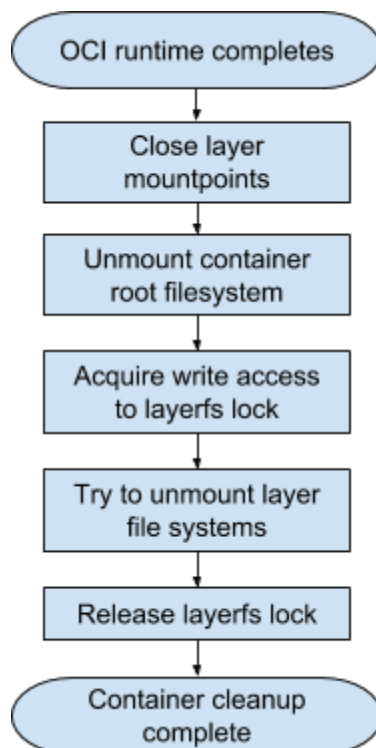 OCI runtime completes
Close layer
mountpoints
Unmount container
root filesystem
Acquire write access
to layerfs lock
Try to unmount layer
file systems
Release layerfs lock
Container cleanup
complete